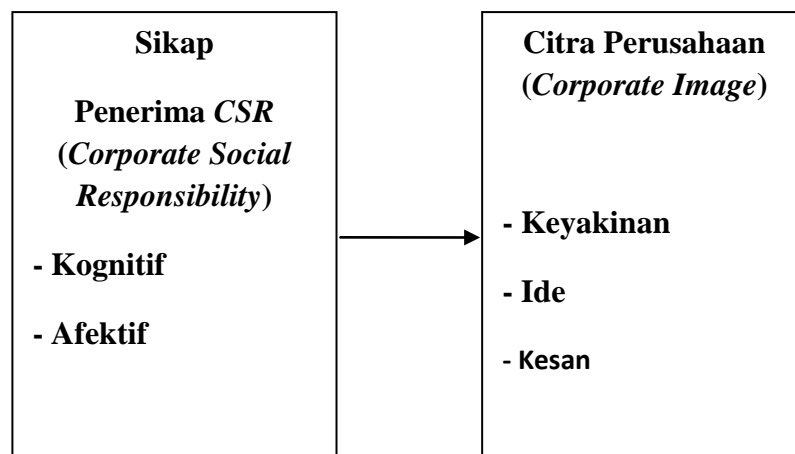 Sikap
Penerima CSR
(Corporate Social
Responsibility)
- Kognitif
- Afektif
Citra Perusahaan
(Corporate Image)
- Keyakinan
- Ide
- Kesan